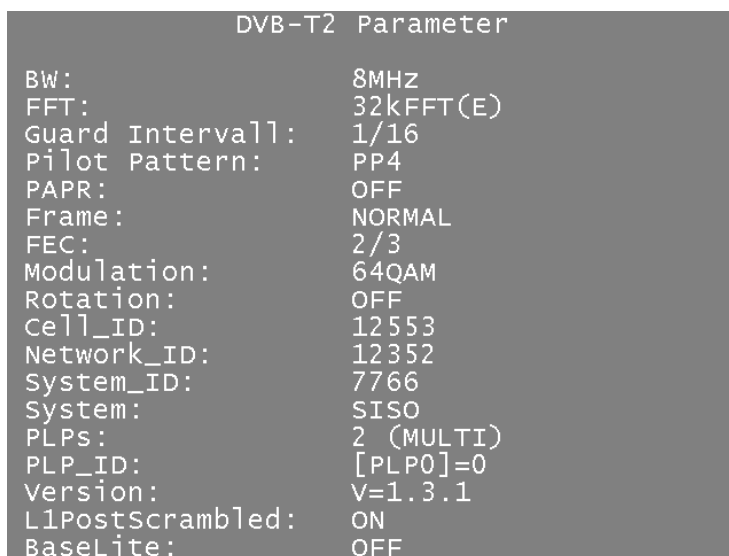 DVB-T2 Parameter
BW: 8MHz
FFT: 32kFFT(E)
Guard Intervall: 1/16
Pilot Pattern: PP4
PAPR: OFF
Frame: NORMAL
FEC: 2/3
Modulation: 64QAM
Rotation: OFF
Cell_ID: 12553
Network_ID: 12352
System_ID: 7766
System: SISO
PLPs: 2 (MULTI)
PLP_ID: [PLP0]=0
Version: V=1.3.1
L1PostScrambled: ON
BaseLite: OFF